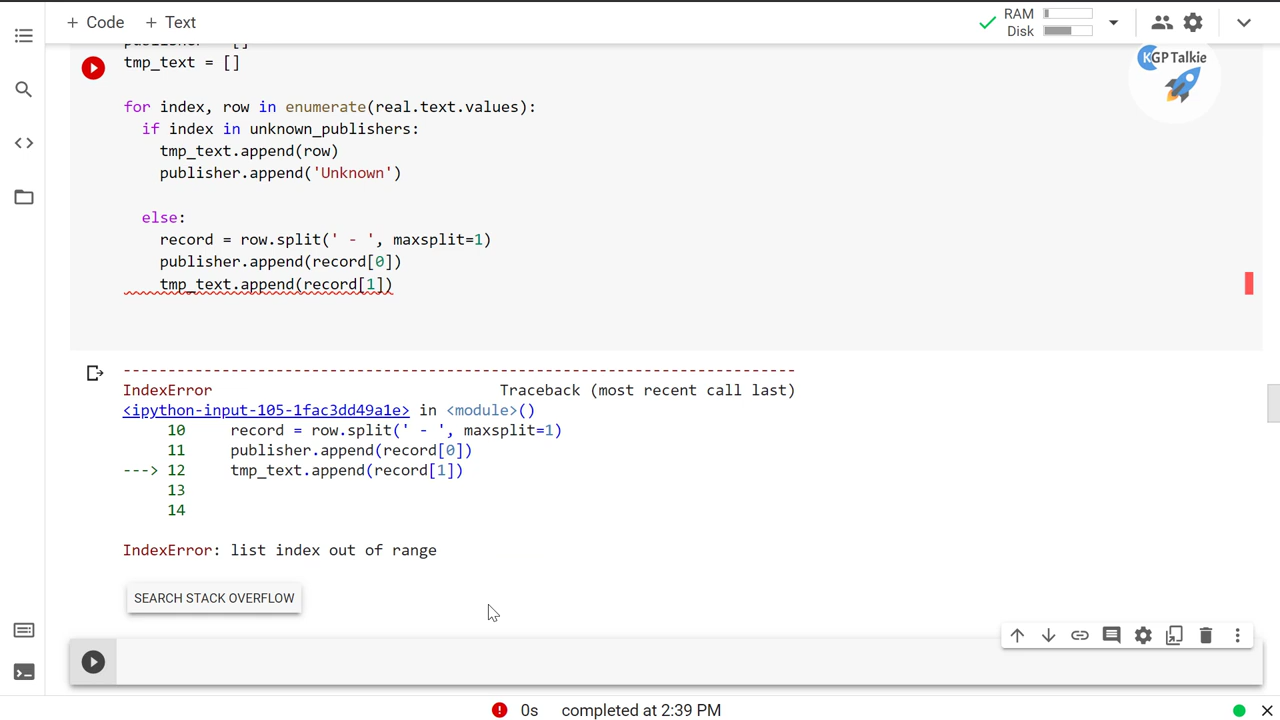 + Code + Text
RAM
Disk
KGP Talkie
publisher = []
tmp_text = []
for index, row in enumerate(real.text.values):
if index in unknown_publishers:
tmp_text.append(row)
publisher.append('Unknown')
else:
record = row.split(' - ', maxsplit=1)
publisher.append(record[0])
tmp_text.append(record[1])
---------------------------------------------------------------------------
IndexError Traceback (most recent call last)
<ipython-input-105-1fac3dd49a1e> in <module>()
10 record = row.split(' - ', maxsplit=1)
11 publisher.append(record[0])
---> 12 tmp_text.append(record[1])
13
14
IndexError: list index out of range
SEARCH STACK OVERFLOW
0s completed at 2:39 PM